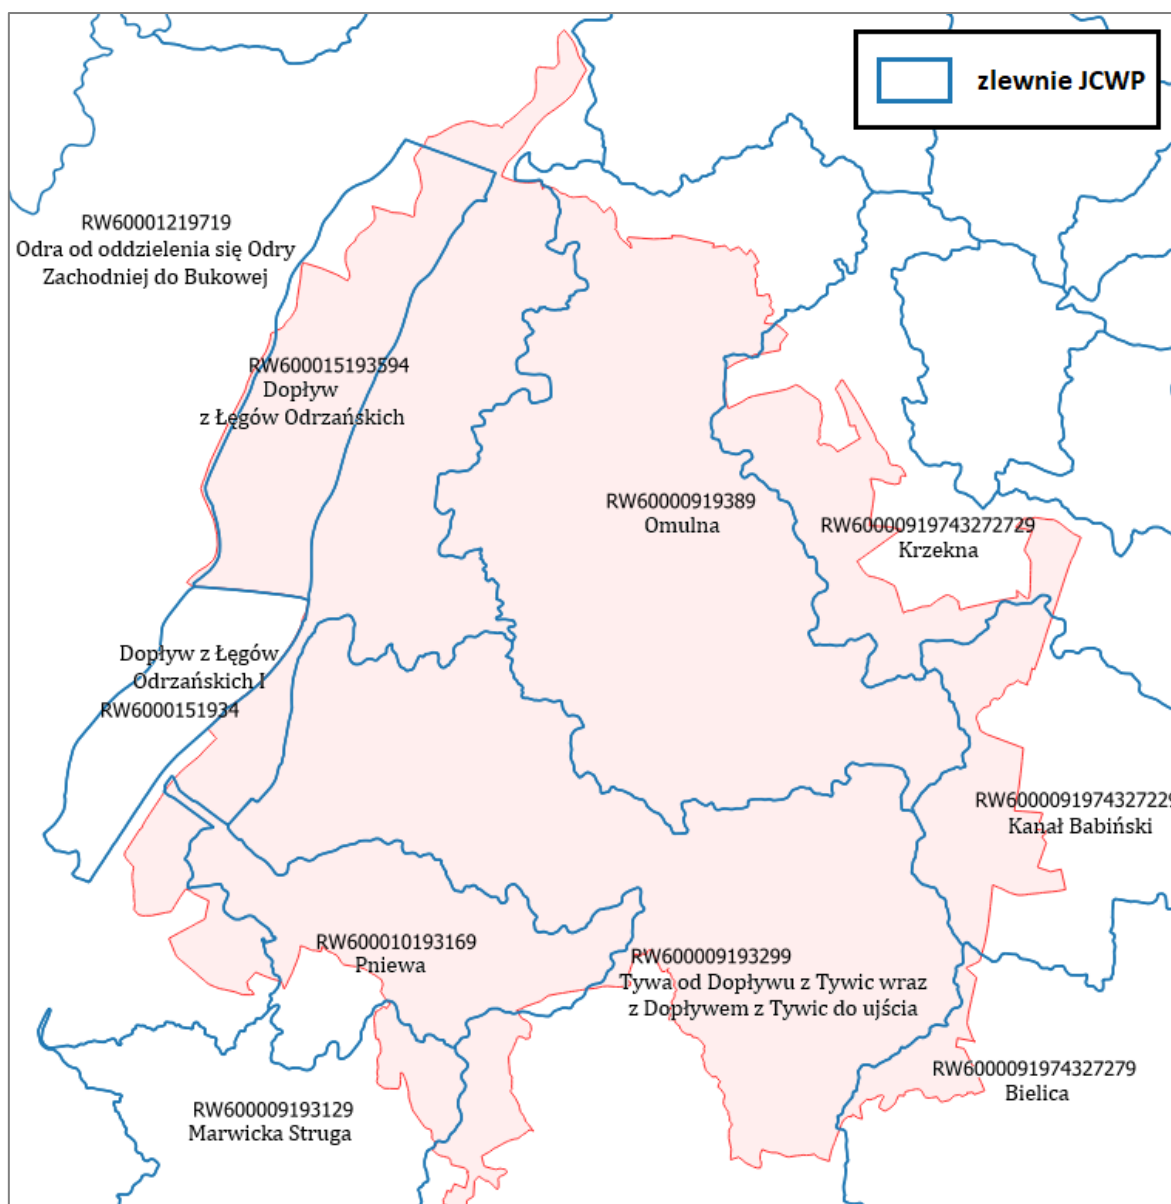 zlewnie JCWP
RW60001219719
Odra od oddzielenia się Odry
Zachodniej do Bukowej
RW600015193594
Dopływ
z Łęgów Odrzańskich
RW60000919389
Omulna
RW60000919743272729
Krzekna
Dopływ z Łęgów
Odrzańskich I
RW6000151934
RW6000091974327229
Kanał Babiński
RW600010193169
Pniewa
RW600009193299
Tywa od Dopływu z Tywic wraz
z Dopływem z Tywic do ujścia
RW6000091974327279
Bielica
RW600009193129
Marwicka Struga